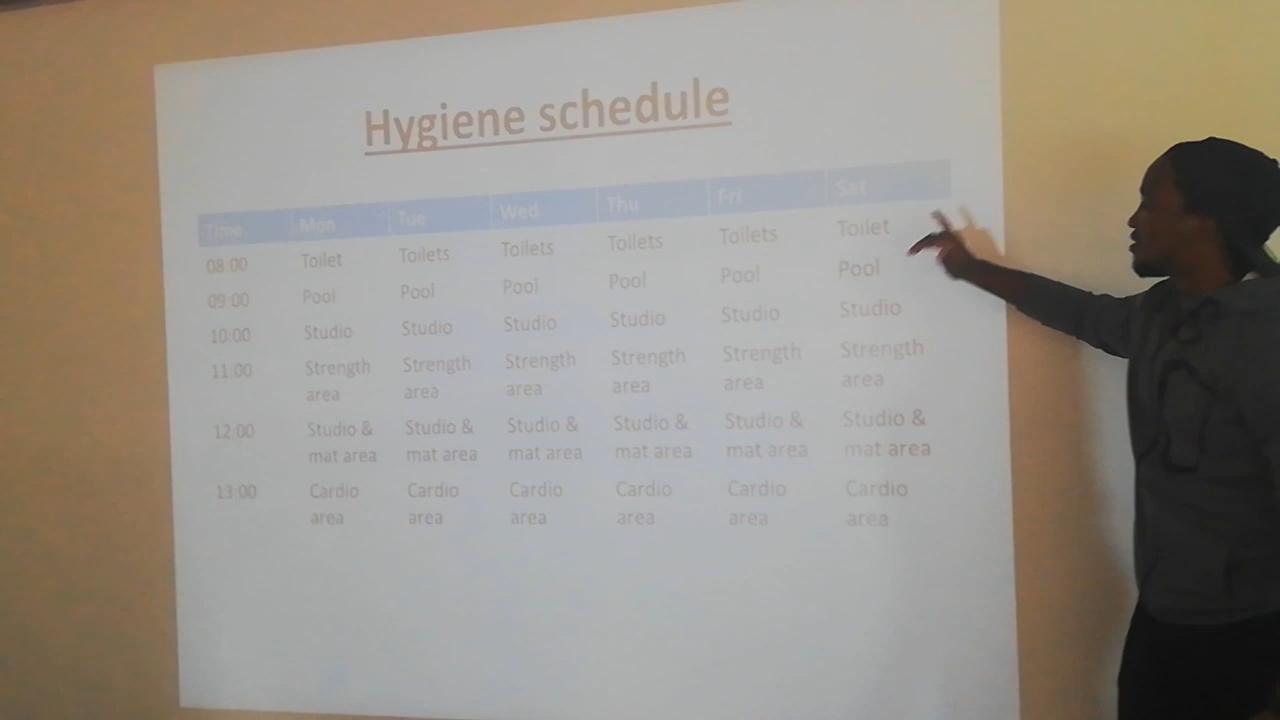 Hygiene schedule
Time Mon Tue Wed Thu Fri Sat
08:00 Toilet Toilets Toilets Toilets Toilets Toilet
09:00 Pool Pool Pool Pool Pool Pool
10:00 Studio Studio Studio Studio Studio Studio
11:00 Strength Strength Strength Strength Strength Strength
area area area area area area
12:00 Studio & Studio & Studio & Studio & Studio & Studio &
mat area mat area mat area mat area mat area mat area
13:00 Cardio Cardio Cardio Cardio Cardio Cardio
area area area area area area